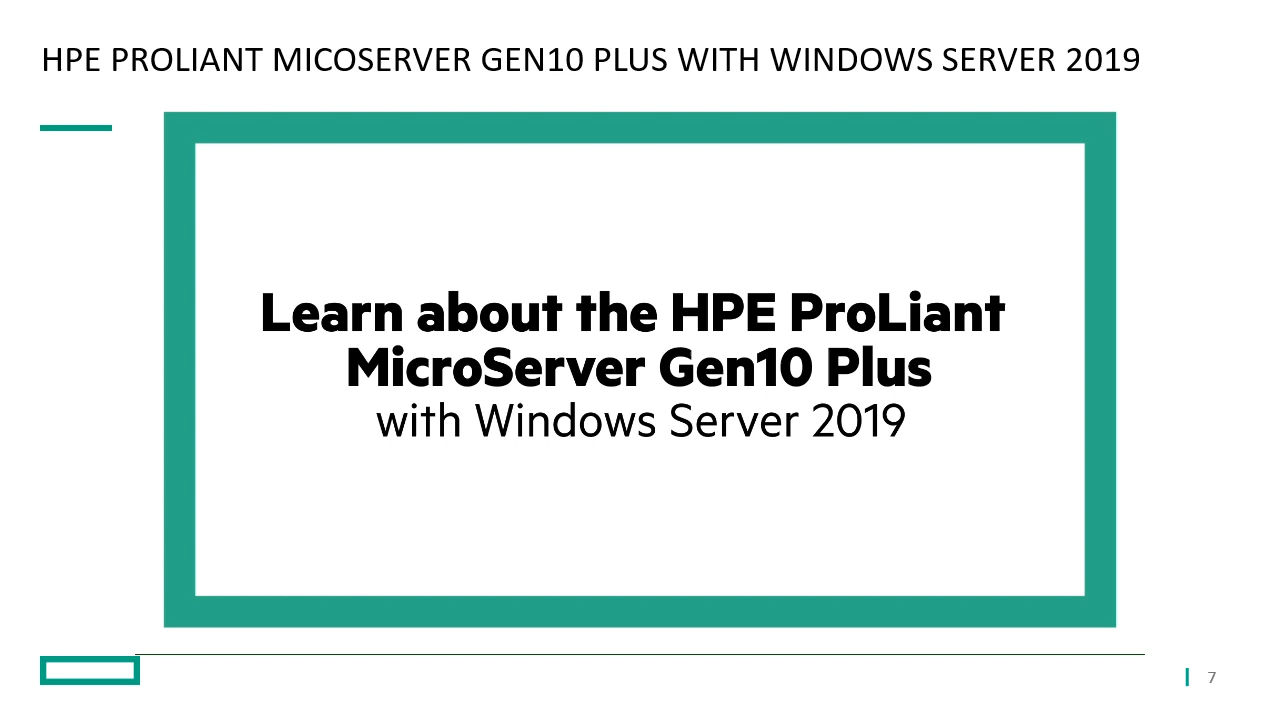 HPE PROLIANT MICOSERVER GEN10 PLUS WITH WINDOWS SERVER 2019
Learn about the HPE ProLiant
MicroServer Gen10 Plus
with Windows Server 2019
7